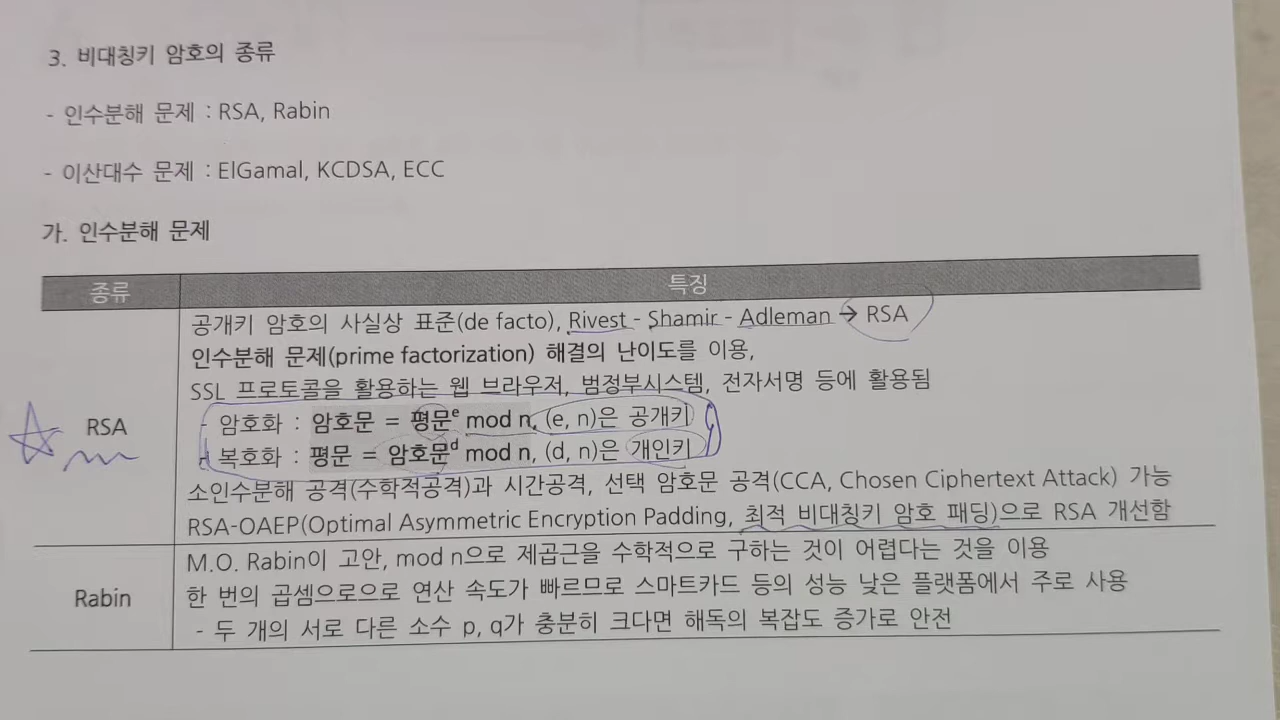 3. 비대칭키 암호의 종류
- 인수분해 문제 : RSA, Rabin
- 이산대수 문제 : ElGamal, KCDSA, ECC
가. 인수분해 문제
종류 특징
공개키 암호의 사실상 표준(de facto), Rivest - Shamir - Adleman → RSA
인수분해 문제(prime factorization) 해결의 난이도를 이용,
SSL 프로토콜을 활용하는 웹 브라우저, 범정부시스템, 전자서명 등에 활용됨
RSA
- 암호화 : 암호문 = 평문ᵉ mod n, (e, n)은 공개키
- 복호화 : 평문 = 암호문ᵈ mod n, (d, n)은 개인키
소인수분해 공격(수학적공격)과 시간공격, 선택 암호문 공격(CCA, Chosen Ciphertext Attack) 가능
RSA-OAEP(Optimal Asymmetric Encryption Padding, 최적 비대칭키 암호 패딩)으로 RSA 개선함
M.O. Rabin이 고안, mod n으로 제곱근을 수학적으로 구하는 것이 어렵다는 것을 이용
Rabin 한 번의 곱셈으로으로 연산 속도가 빠르므로 스마트카드 등의 성능 낮은 플랫폼에서 주로 사용
- 두 개의 서로 다른 소수 p, q가 충분히 크다면 해독의 복잡도 증가로 안전